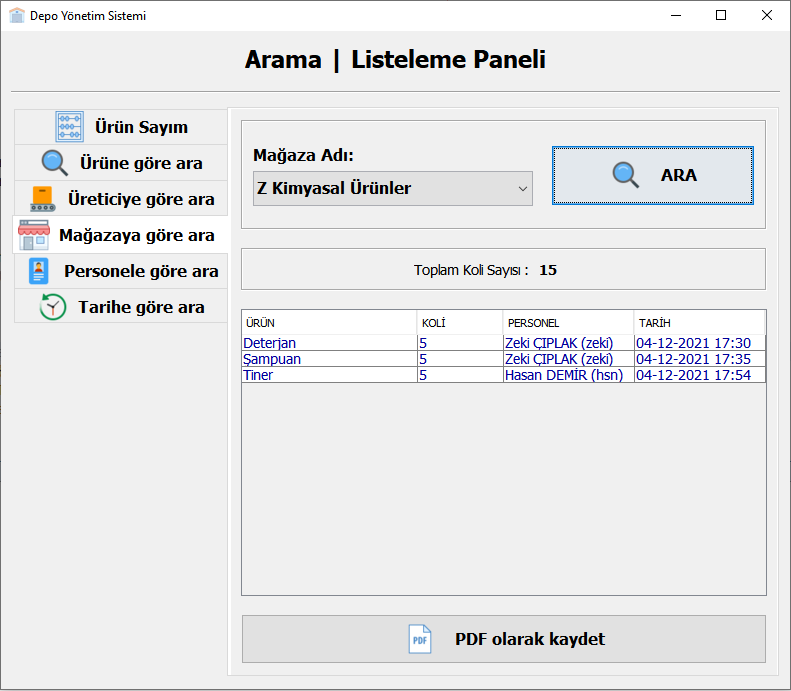 Depo Yönetim Sistemi
Arama | Listeleme Paneli
Ürün Sayım
Ürüne göre ara
Üreticiye göre ara
Mağazaya göre ara
Personele göre ara
Tarihe göre ara
Mağaza Adı:
Z Kimyasal Ürünler
ARA
Toplam Koli Sayısı : 15
ÜRÜN KOLİ PERSONEL TARİH
Deterjan 5 Zeki ÇIPLAK (zeki) 04-12-2021 17:30
Şampuan 5 Zeki ÇIPLAK (zeki) 04-12-2021 17:35
Tiner 5 Hasan DEMİR (hsn) 04-12-2021 17:54
PDF PDF olarak kaydet